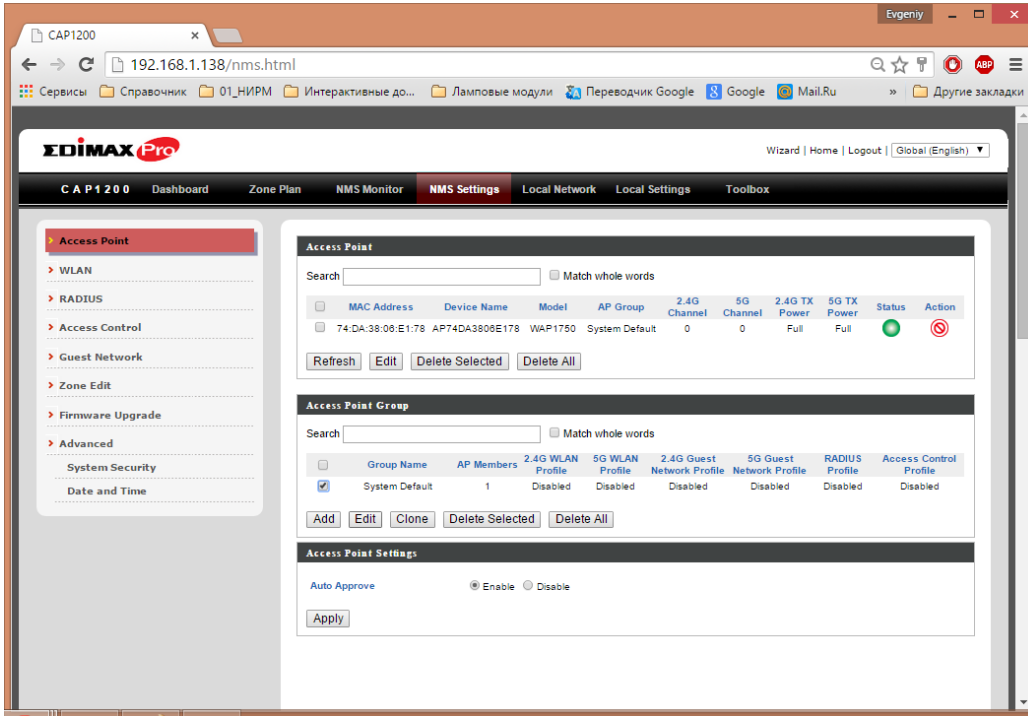 Evgeniy
CAP1200
192.168.1.138/nms.html
ABP
Сервисы Справочник 01_НИРМ Интерактивные до... Ламповые модули Переводчик Google Google Mail.Ru » Другие закладки
EDIMAX Pro
Wizard | Home | Logout | Global (English)
CAP1200 Dashboard Zone Plan NMS Monitor NMS Settings Local Network Local Settings Toolbox
Access Point
WLAN
RADIUS
Access Control
Guest Network
Zone Edit
Firmware Upgrade
Advanced
System Security
Date and Time
Access Point
Search Match whole words
MAC Address Device Name Model AP Group 2.4G Channel 5G Channel 2.4G TX Power 5G TX Power Status Action
74:DA:38:06:E1:78 AP74DA3806E178 WAP1750 System Default 0 0 Full Full
Refresh Edit Delete Selected Delete All
Access Point Group
Search Match whole words
Group Name AP Members 2.4G WLAN Profile 5G WLAN Profile 2.4G Guest Network Profile 5G Guest Network Profile RADIUS Profile Access Control Profile
System Default 1 Disabled Disabled Disabled Disabled Disabled Disabled
Add Edit Clone Delete Selected Delete All
Access Point Settings
Auto Approve Enable Disable
Apply